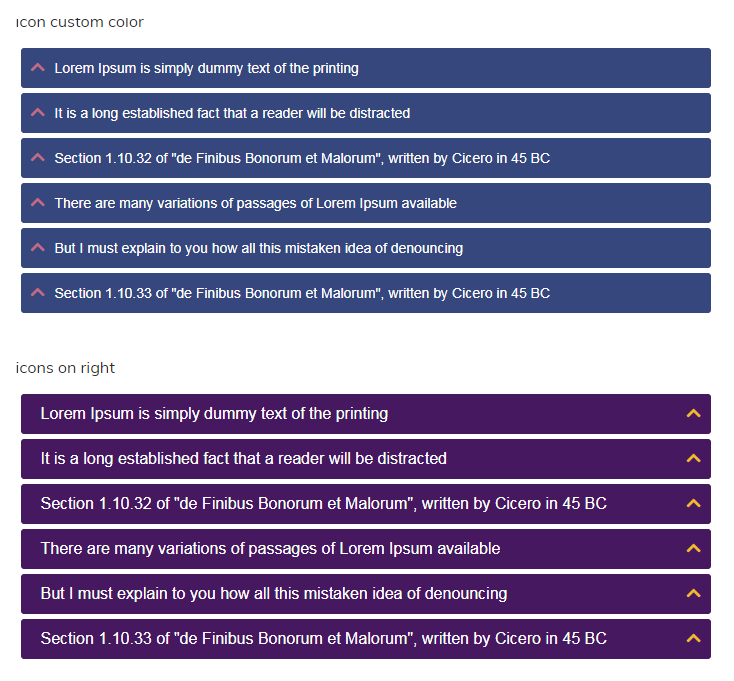 icon custom color
Lorem Ipsum is simply dummy text of the printing
It is a long established fact that a reader will be distracted
Section 1.10.32 of "de Finibus Bonorum et Malorum", written by Cicero in 45 BC
There are many variations of passages of Lorem Ipsum available
But I must explain to you how all this mistaken idea of denouncing
Section 1.10.33 of "de Finibus Bonorum et Malorum", written by Cicero in 45 BC
icons on right
Lorem Ipsum is simply dummy text of the printing
It is a long established fact that a reader will be distracted
Section 1.10.32 of "de Finibus Bonorum et Malorum", written by Cicero in 45 BC
There are many variations of passages of Lorem Ipsum available
But I must explain to you how all this mistaken idea of denouncing
Section 1.10.33 of "de Finibus Bonorum et Malorum", written by Cicero in 45 BC